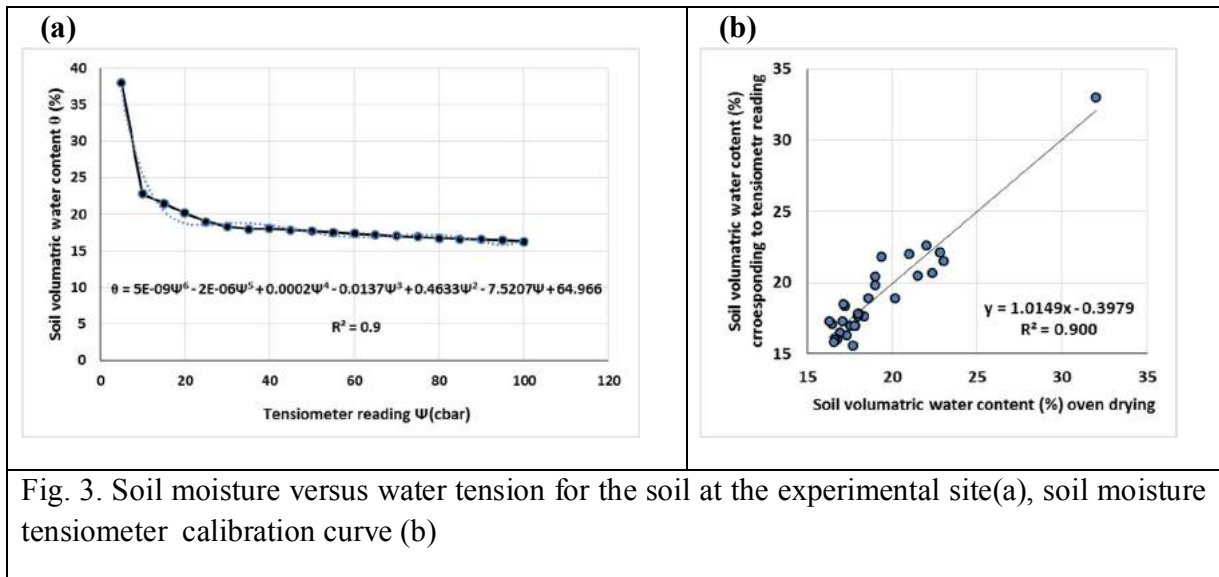 (a)
Soil volumatric water content θ (%)
40
35
30
25
20
15
10
5
0
θ = 5E-09Ψ⁶ - 2E-06Ψ⁵ + 0.0002Ψ⁴ - 0.0137Ψ³ + 0.4633Ψ² - 7.5207Ψ + 64.966
R² = 0.9
0 20 40 60 80 100 120
Tensiometer reading Ψ(cbar)
(b)
Soil volumatric water cotent (%)
crroesponding to tensiometr reading
35
30
25
20
15
y = 1.0149x - 0.3979
R² = 0.900
15 20 25 30 35
Soil volumatric water content (%) oven drying
Fig. 3. Soil moisture versus water tension for the soil at the experimental site(a), soil moisture
tensiometer calibration curve (b)